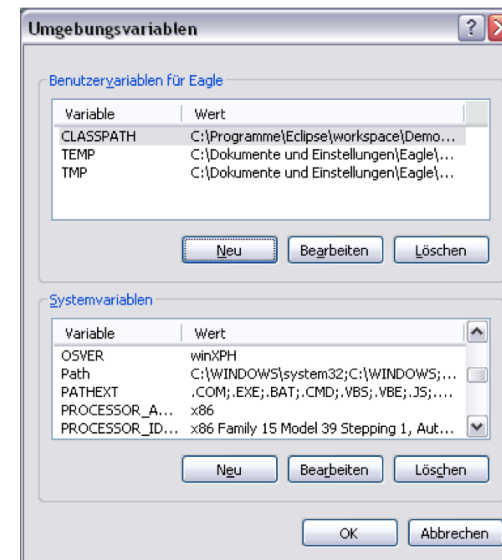 Umgebungsvariablen
Benutzervariablen für Eagle
Variable Wert
CLASSPATH C:\Programme\Eclipse\workspace\Demo...
TEMP C:\Dokumente und Einstellungen\Eagle\...
TMP C:\Dokumente und Einstellungen\Eagle\...
Neu Bearbeiten Löschen
Systemvariablen
Variable Wert
OSVER winXPH
Path C:\WINDOWS\system32;C:\WINDOWS;...
PATHEXT .COM;.EXE;.BAT;.CMD;.VBS;.VBE;.JS;....
PROCESSOR_A... x86
PROCESSOR_ID... x86 Family 15 Model 39 Stepping 1, Aut...
Neu Bearbeiten Löschen
OK Abbrechen